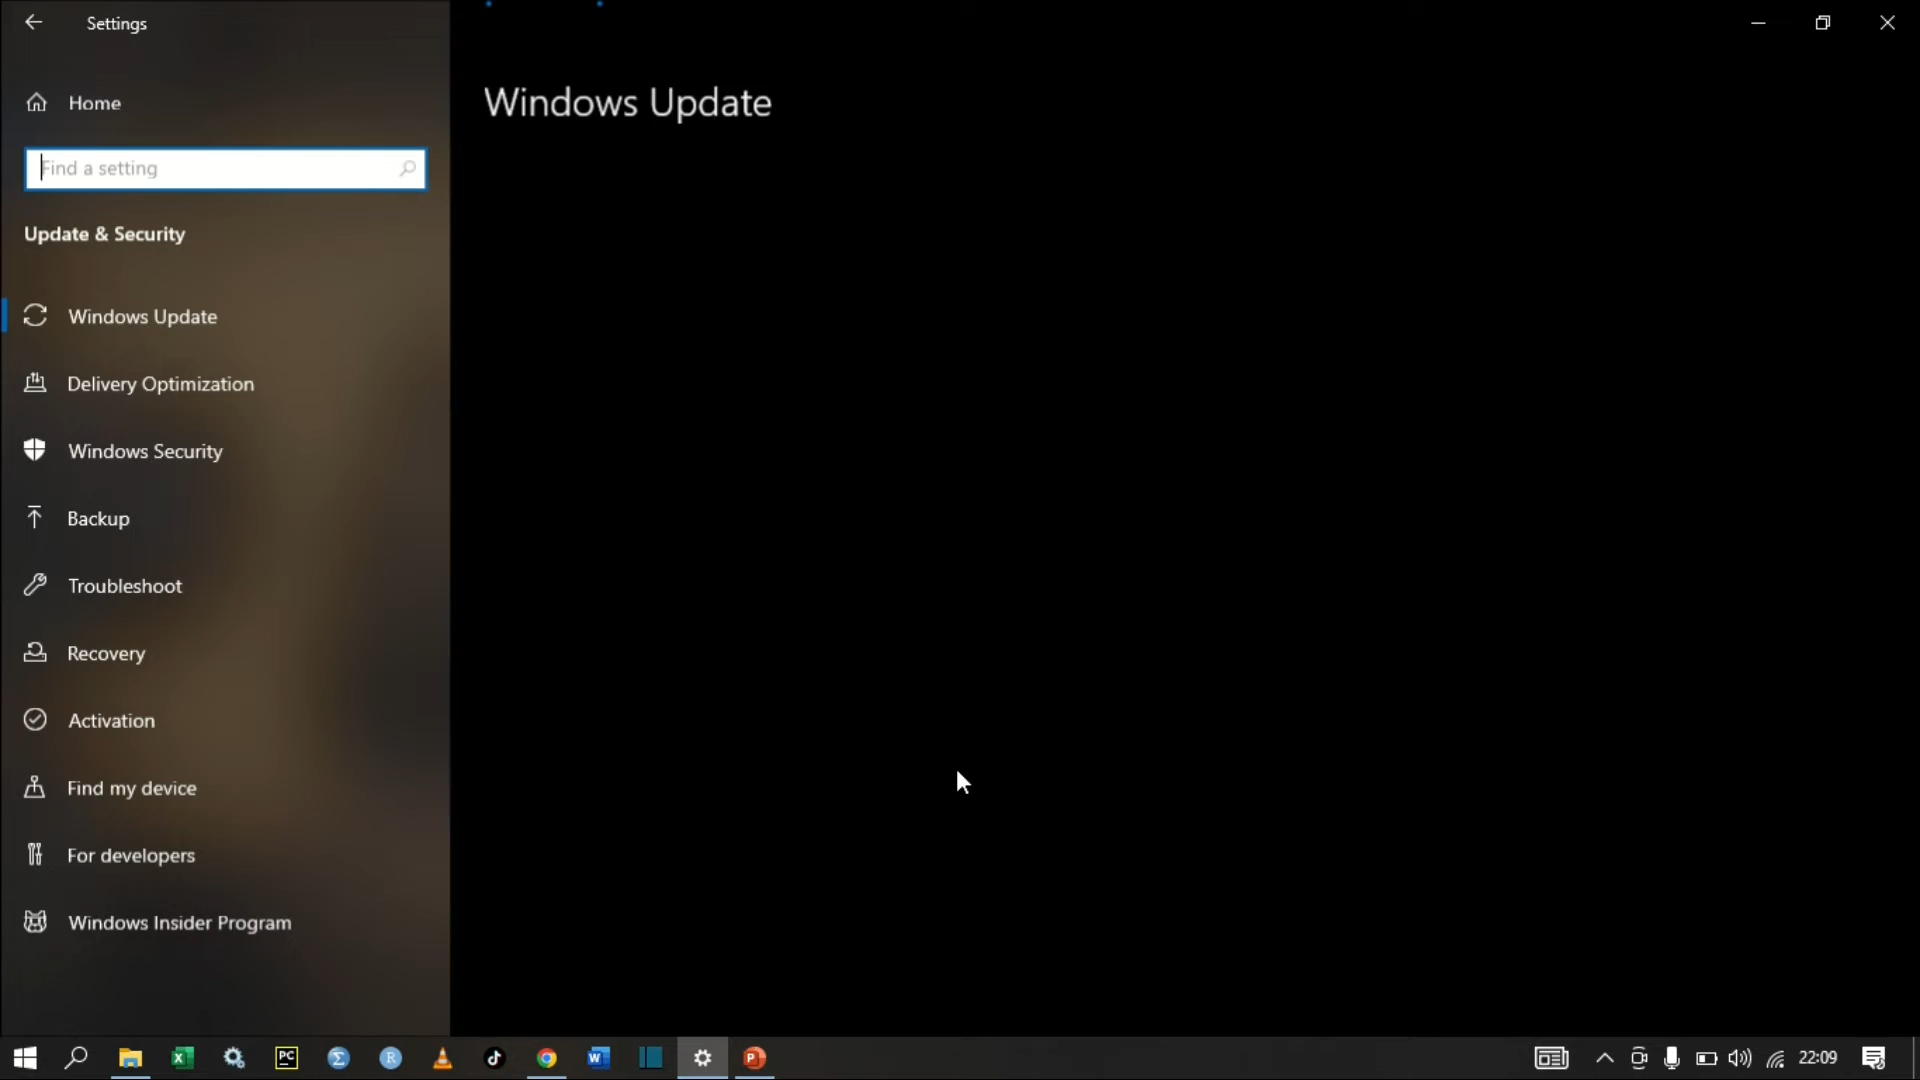 Settings
Home
Find a setting
Update & Security
Windows Update
Delivery Optimization
Windows Security
Backup
Troubleshoot
Recovery
Activation
Find my device
For developers
Windows Insider Program
Windows Update
PC
R
W
P
22:09